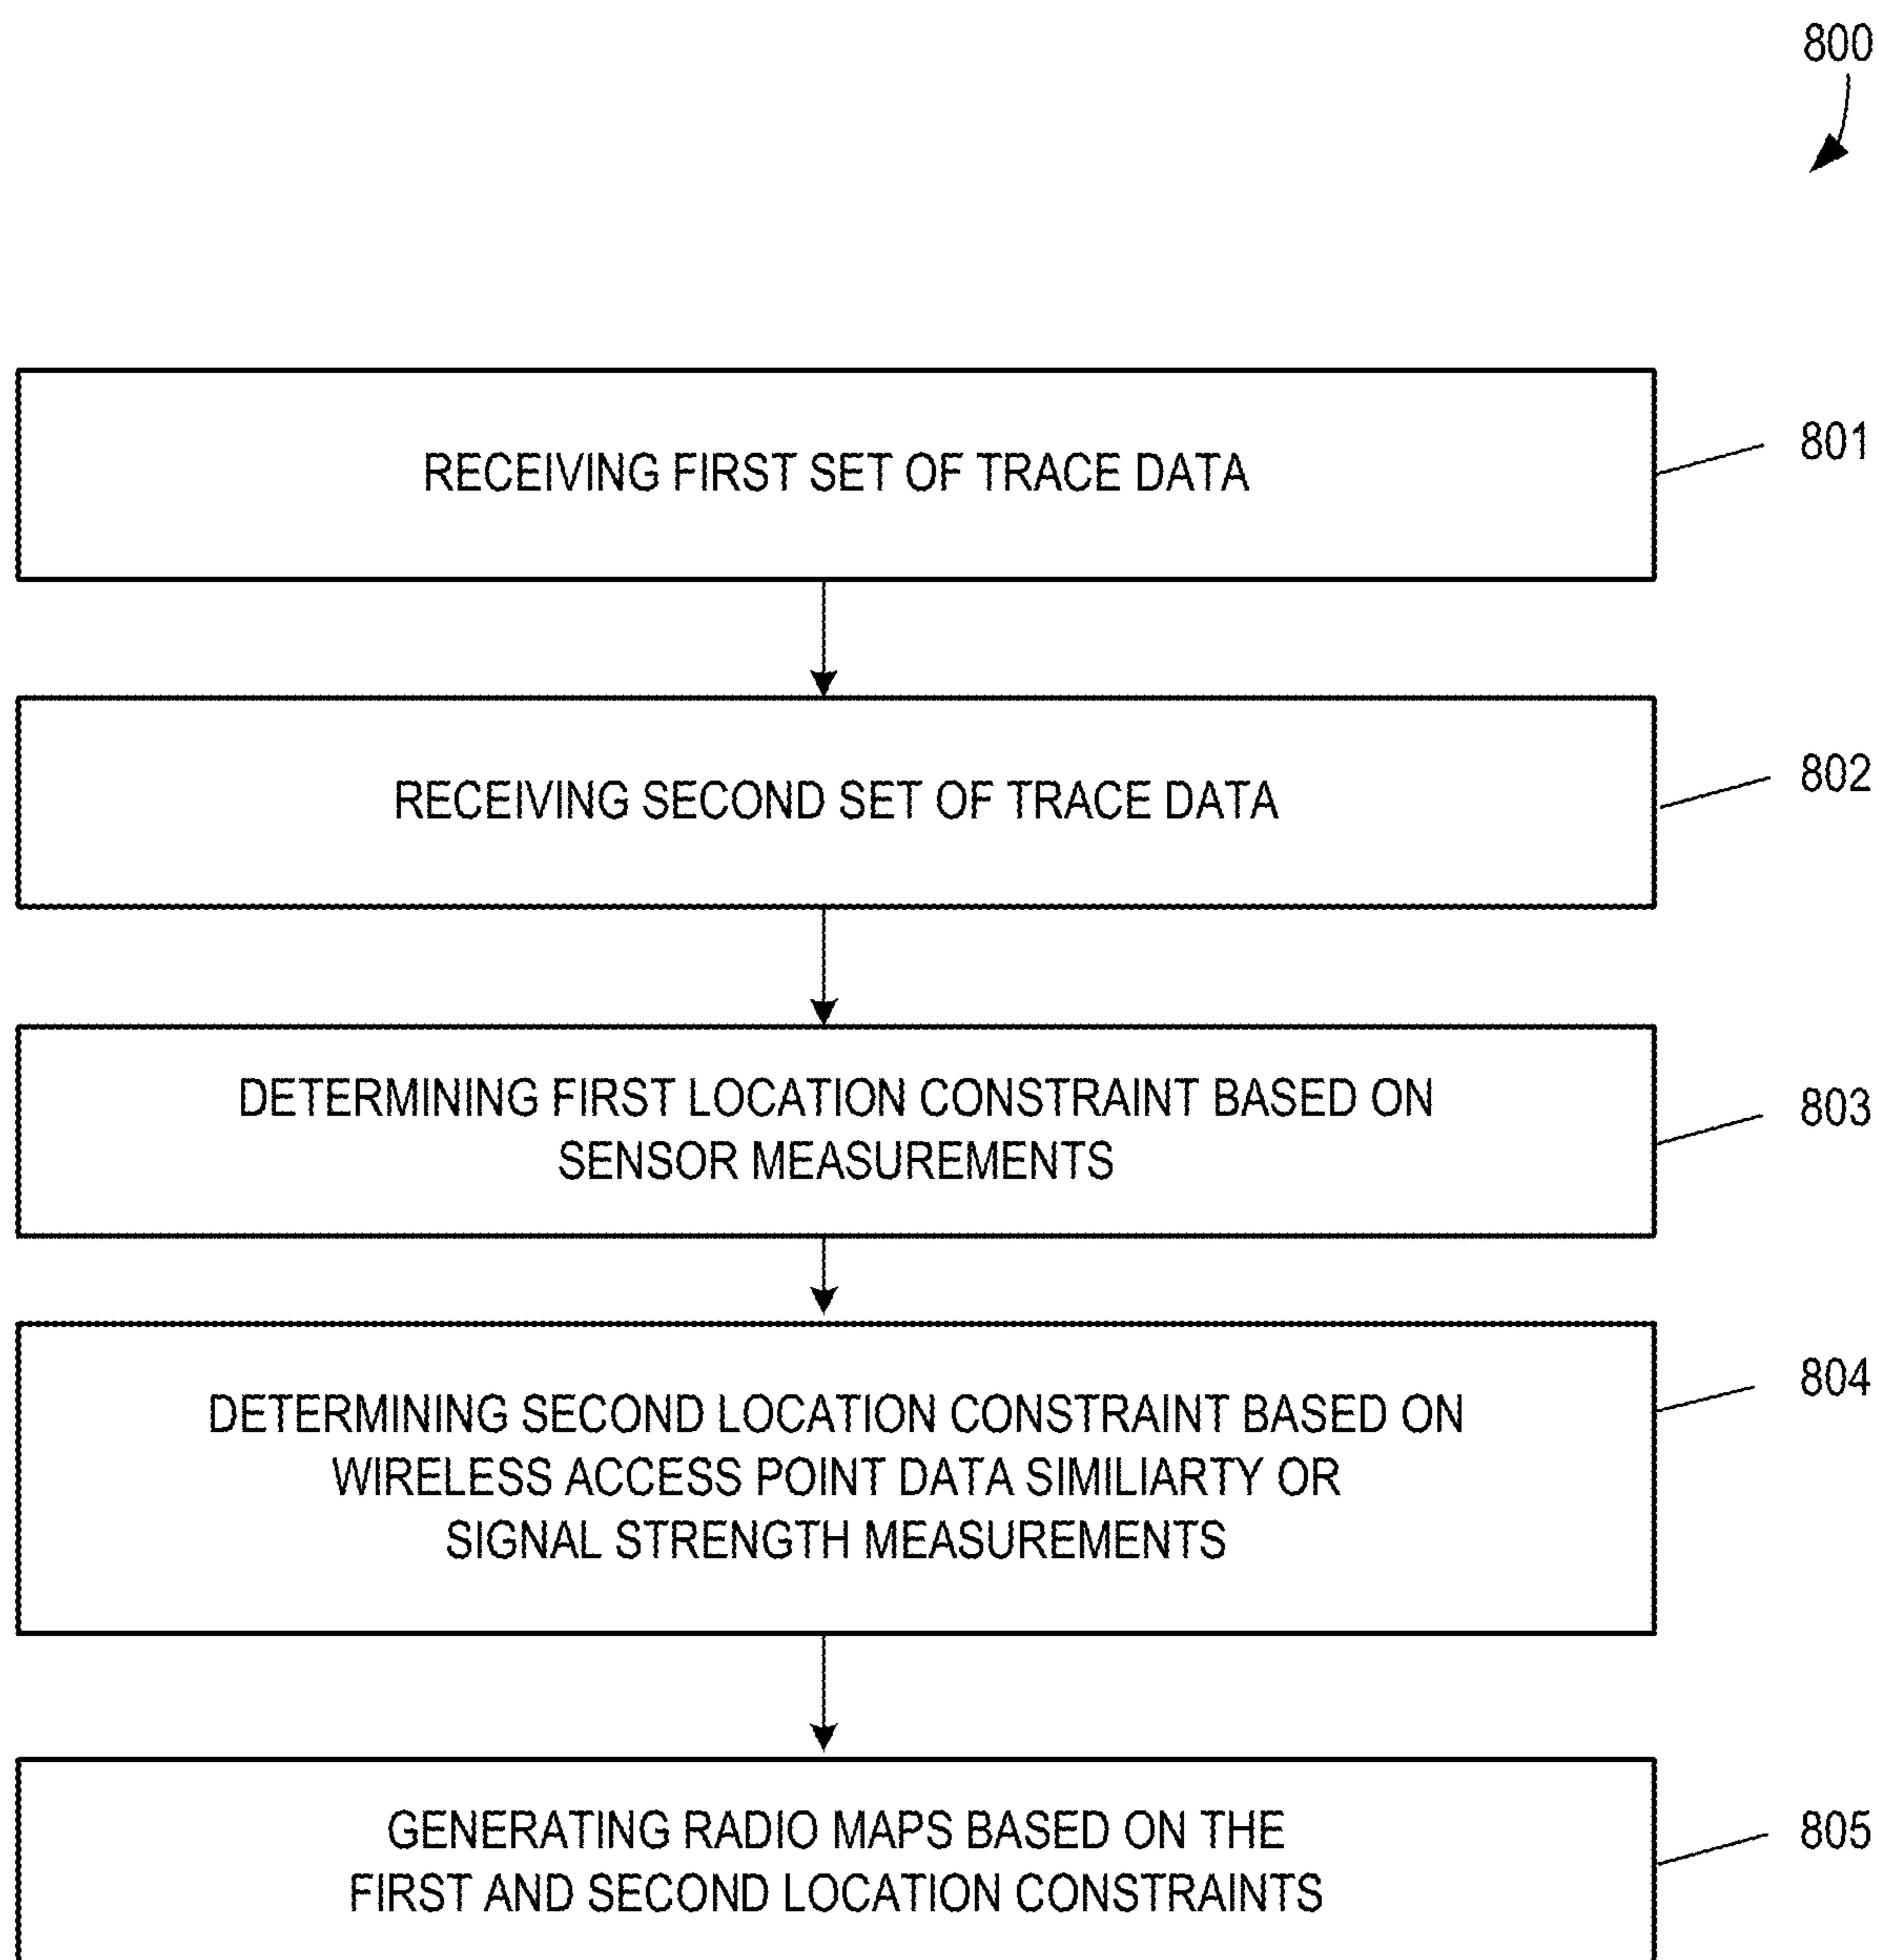 800
RECEIVING FIRST SET OF TRACE DATA
801
RECEIVING SECOND SET OF TRACE DATA
802
DETERMINING FIRST LOCATION CONSTRAINT BASED ON
SENSOR MEASUREMENTS
803
DETERMINING SECOND LOCATION CONSTRAINT BASED ON
WIRELESS ACCESS POINT DATA SIMILIARTY OR
SIGNAL STRENGTH MEASUREMENTS
804
GENERATING RADIO MAPS BASED ON THE
FIRST AND SECOND LOCATION CONSTRAINTS
805